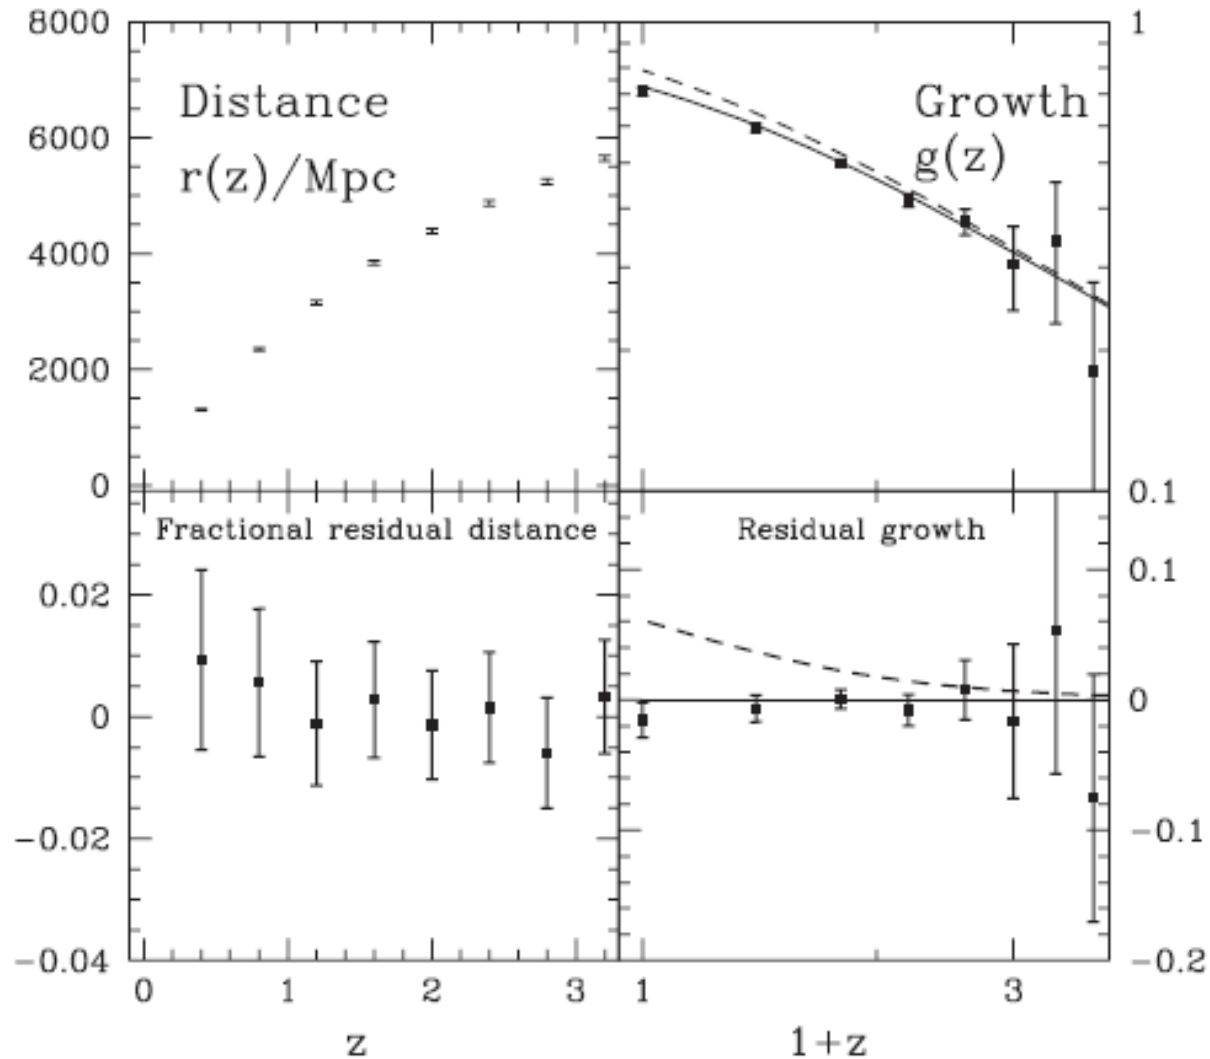 8000
6000
4000
2000
0
Distance
r(z)/Mpc
Growth
g(z)
1
0.1
Fractional residual distance
0.02
0
−0.02
−0.04
Residual growth
0.1
0
−0.1
−0.2
0 1 2 3
z
1 3
1+z